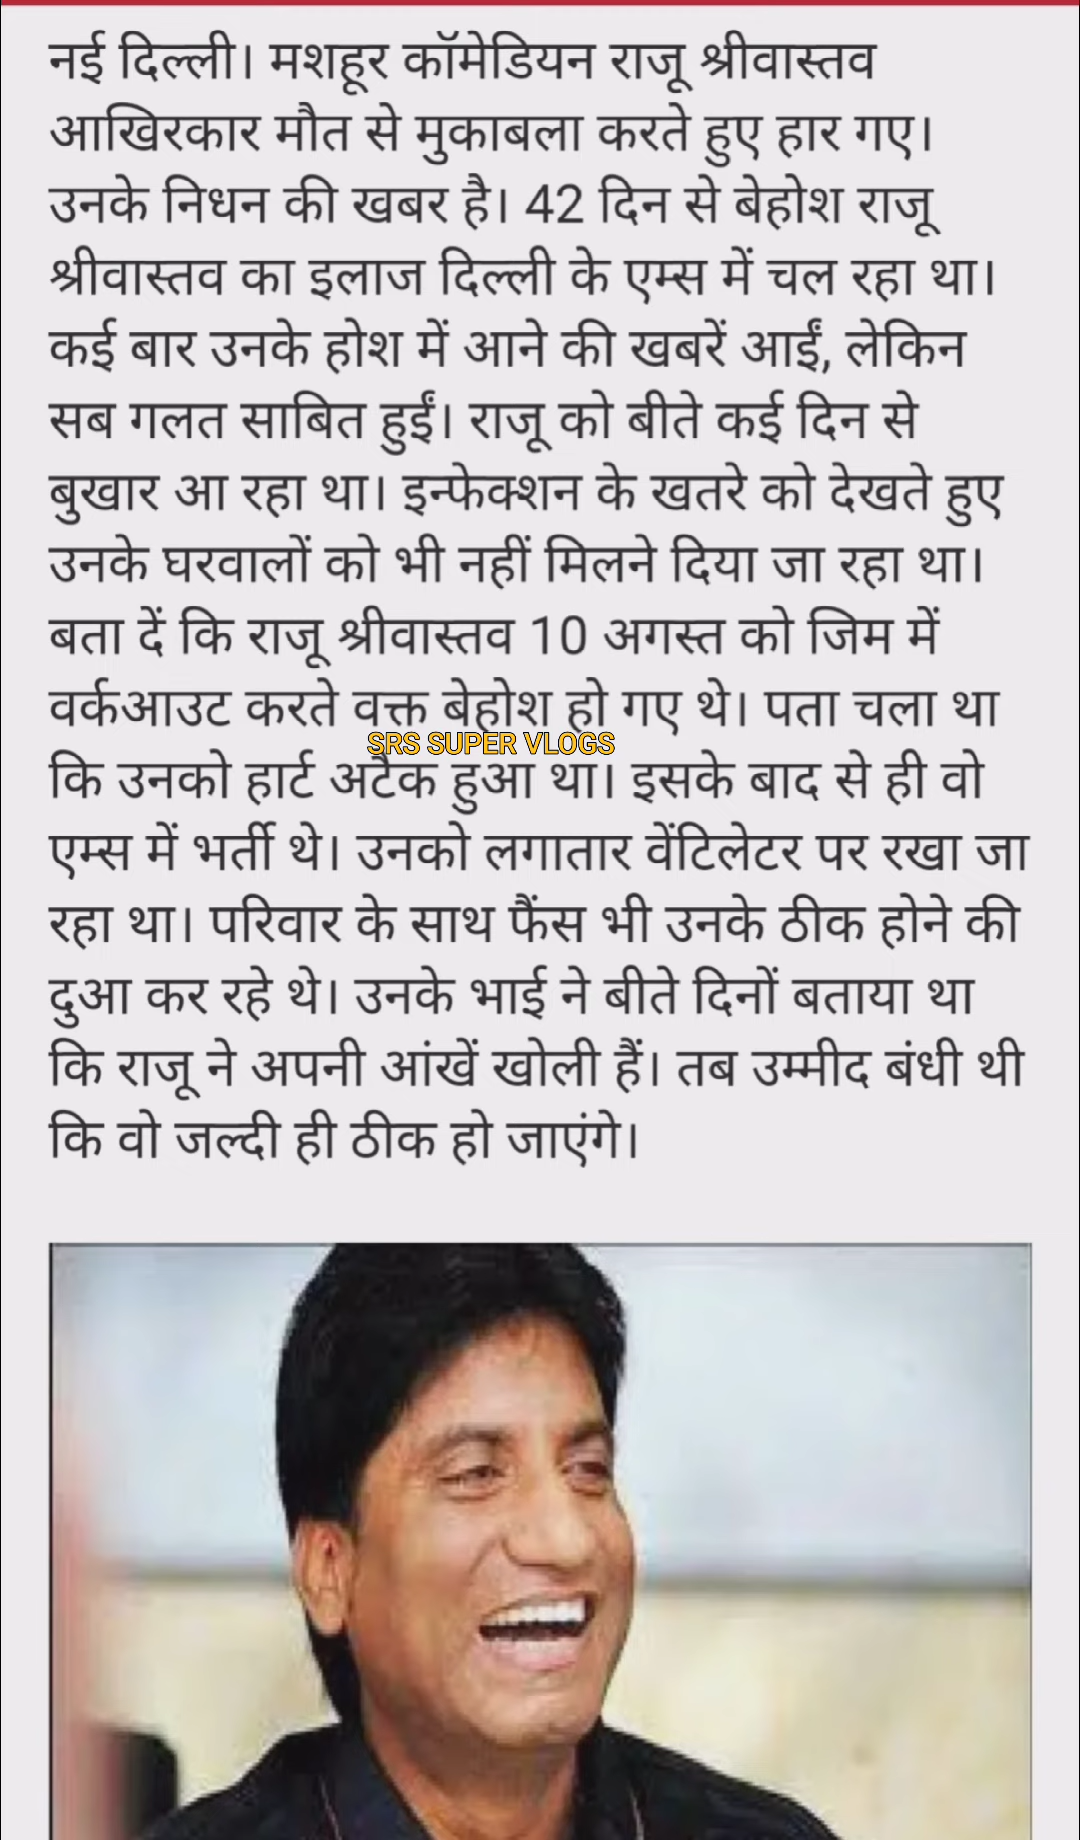 नई दिल्ली। मशहूर कॉमेडियन राजू श्रीवास्तव
आखिरकार मौत से मुकाबला करते हुए हार गए।
उनके निधन की खबर है। 42 दिन से बेहोश राजू
श्रीवास्तव का इलाज दिल्ली के एम्स में चल रहा था।
कई बार उनके होश में आने की खबरें आईं, लेकिन
सब गलत साबित हुईं। राजू को बीते कई दिन से
बुखार आ रहा था। इन्फेक्शन के खतरे को देखते हुए
उनके घरवालों को भी नहीं मिलने दिया जा रहा था।
बता दें कि राजू श्रीवास्तव 10 अगस्त को जिम में
वर्कआउट करते वक्त बेहोश हो गए थे। पता चला था
SRS SUPER VLOGS
कि उनको हार्ट अटैक हुआ था। इसके बाद से ही वो
एम्स में भर्ती थे। उनको लगातार वेंटिलेटर पर रखा जा
रहा था। परिवार के साथ फैंस भी उनके ठीक होने की
दुआ कर रहे थे। उनके भाई ने बीते दिनों बताया था
कि राजू ने अपनी आंखें खोली हैं। तब उम्मीद बंधी थी
कि वो जल्दी ही ठीक हो जाएंगे।